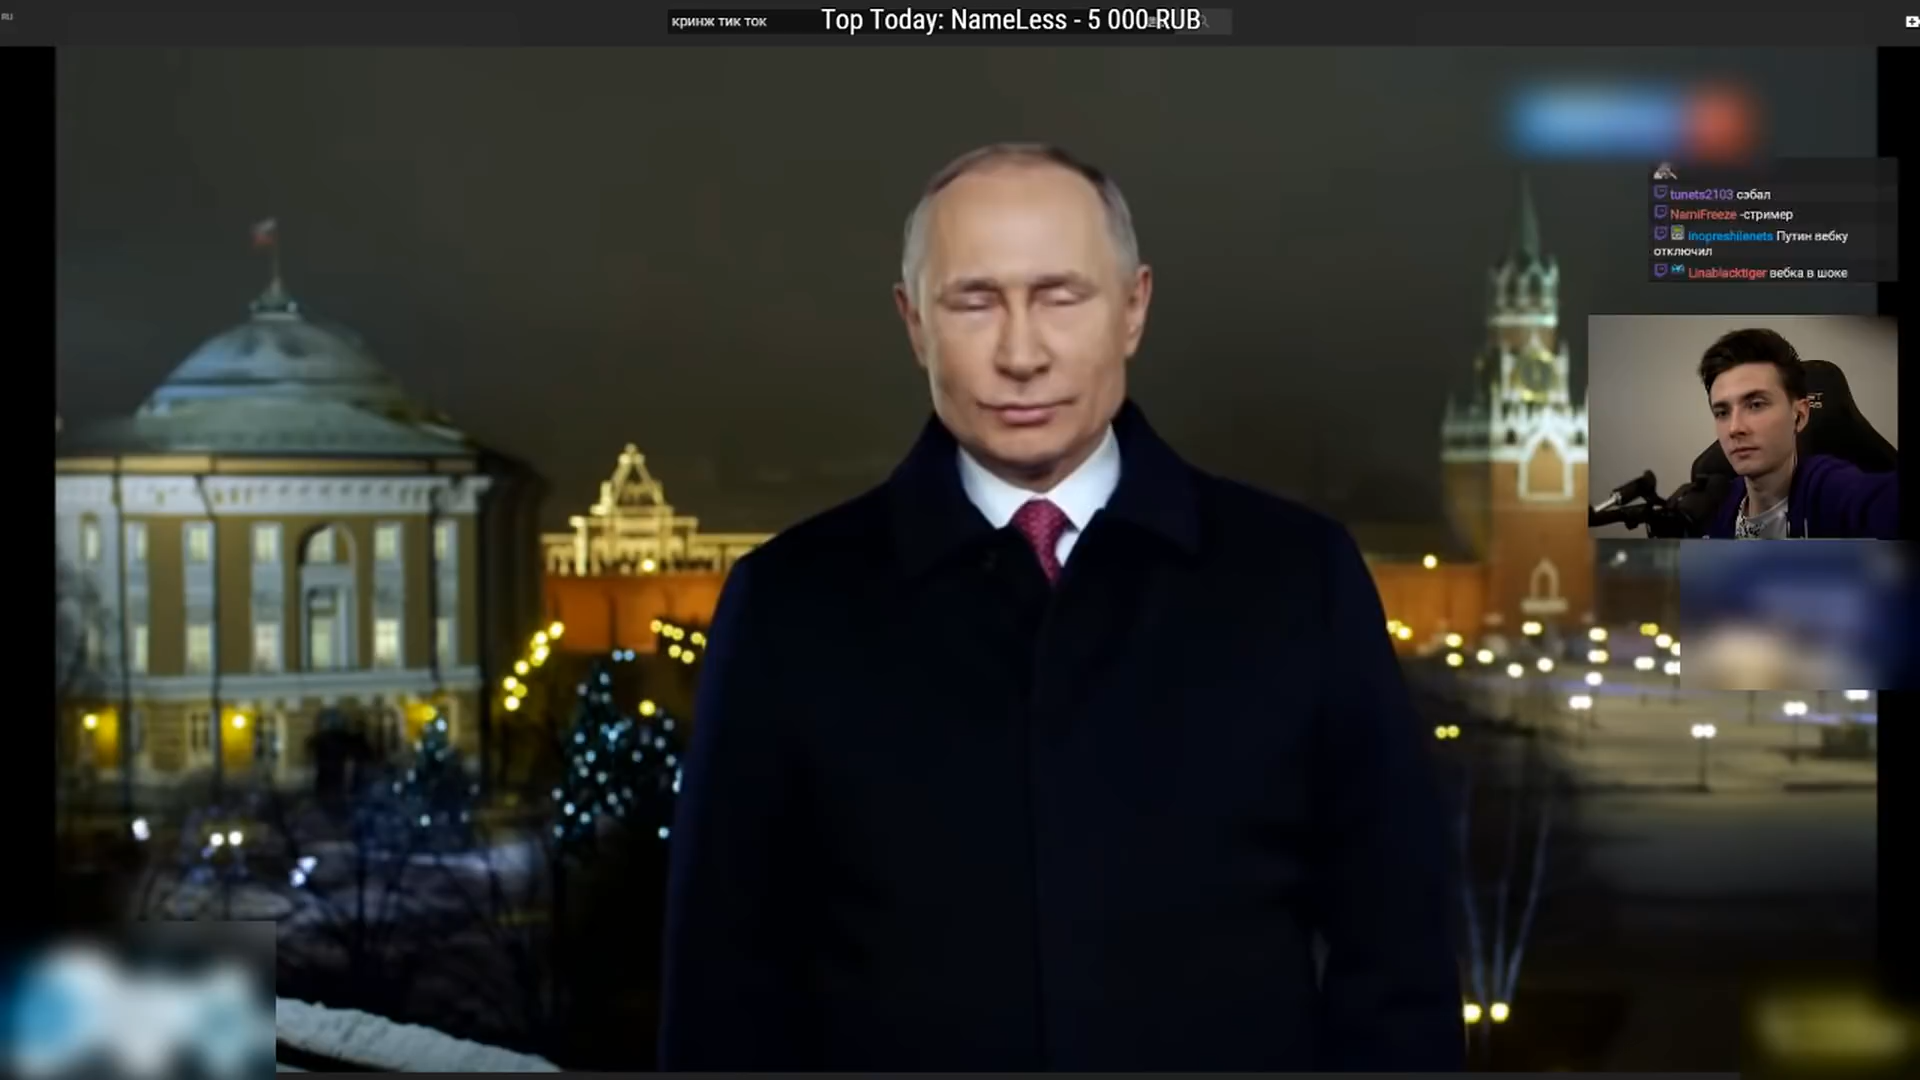 RU
кринж тик ток
Top Today: NameLess - 5 000 RUB
tunets2103 сэбал
NamiFreeze -стример
inopreshilenets Путин вебку
отключил
Linablacktiger вебка в шоке